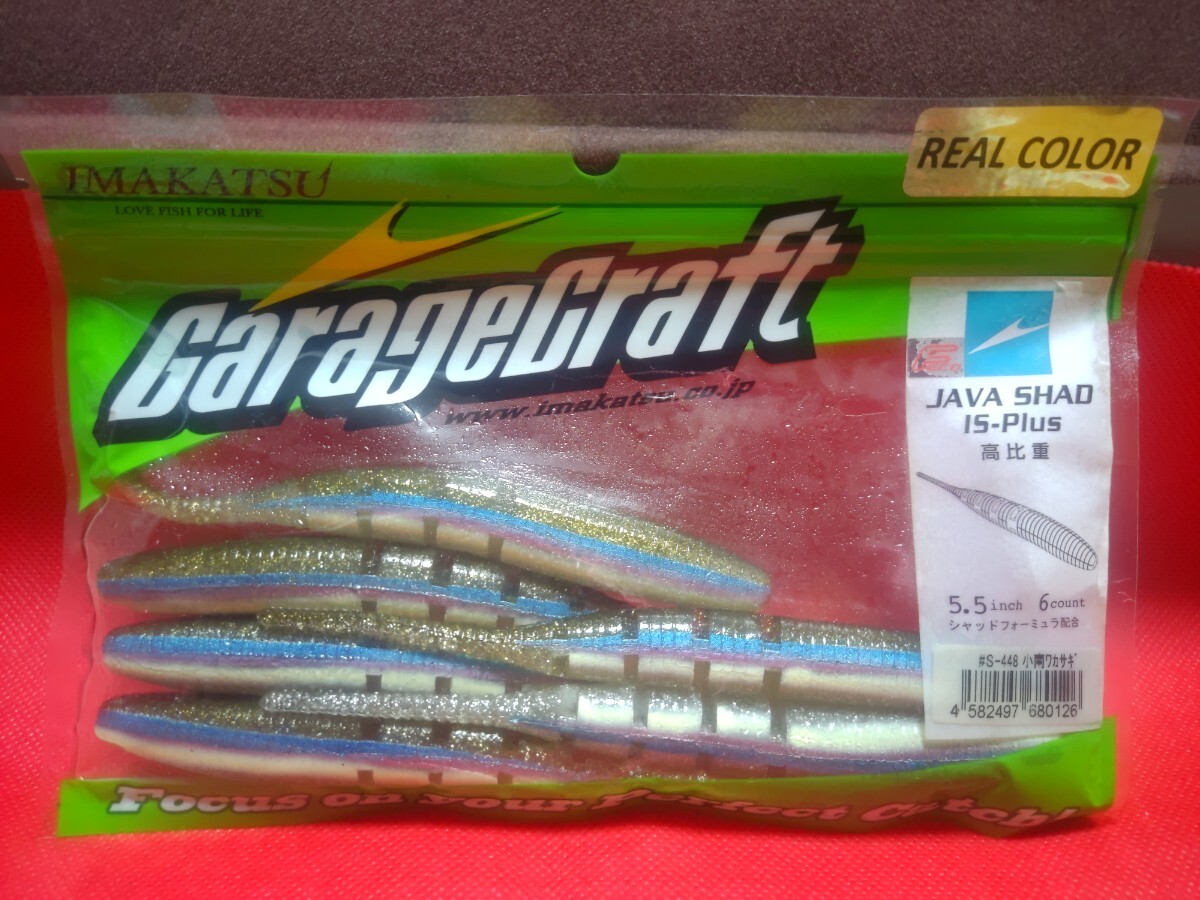 IMAKATSU
LOVE FISH FOR LIFE
REAL COLOR
GarageCraft
www.imakatsu.co.jp
JAVA SHAD
IS-Plus
高比重
5.5inch 6count
シャッドフォーミュラ配合
#S-448 小南ワカサギ
4 582497 680126
Focus on your Perfect Catch!